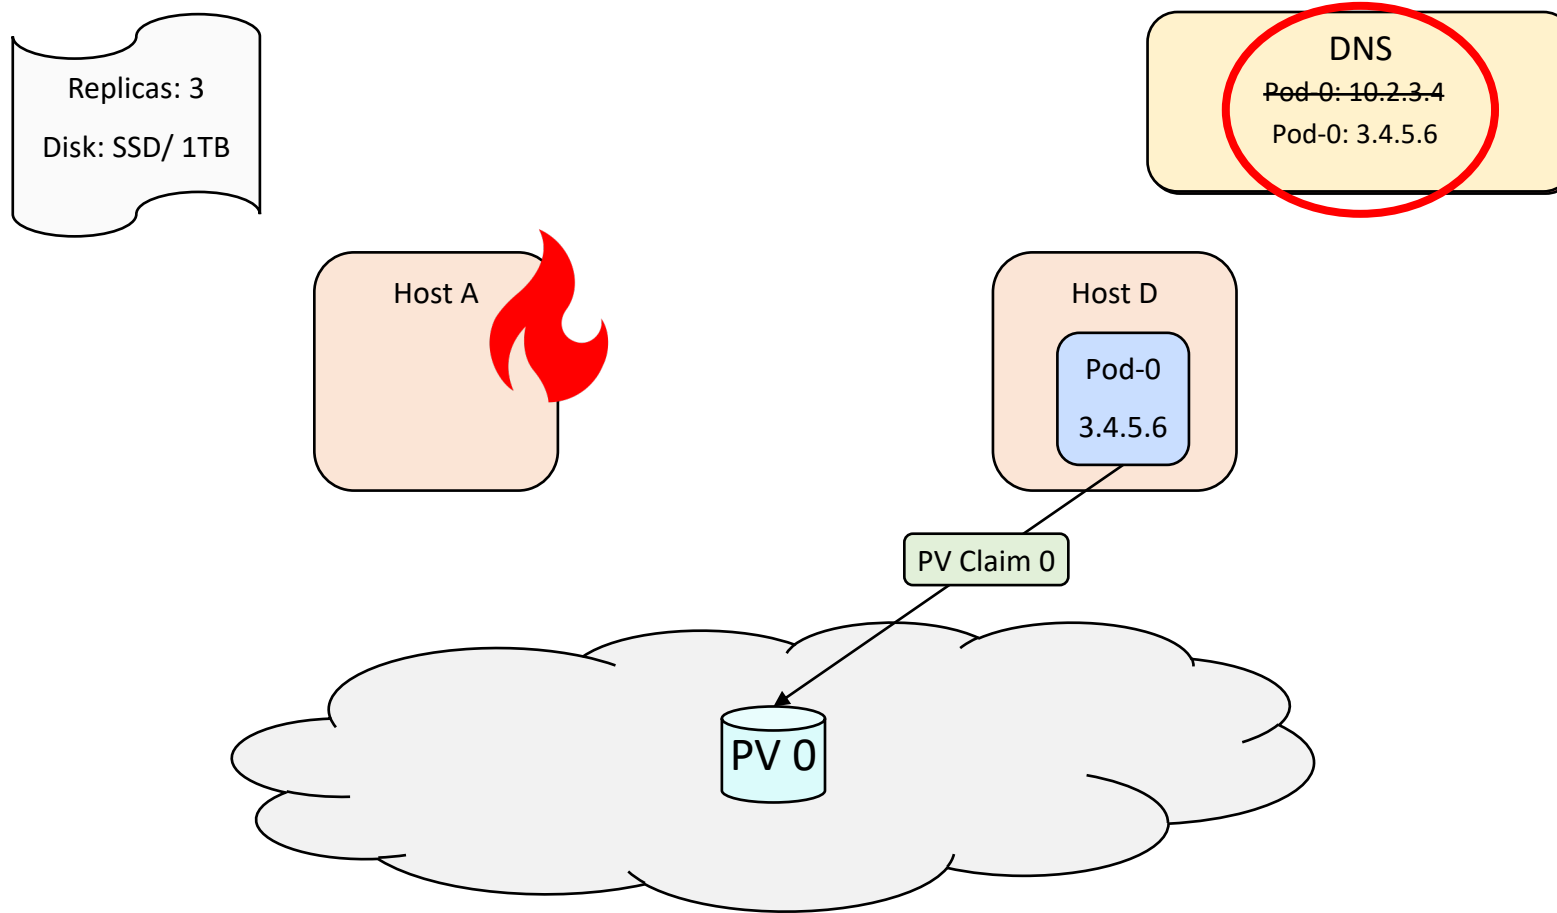 Replicas: 3
Disk: SSD/ 1TB
DNS
Pod-0: 10.2.3.4
Pod-0: 3.4.5.6
Host A
Host D
Pod-0
3.4.5.6
PV Claim 0
PV 0